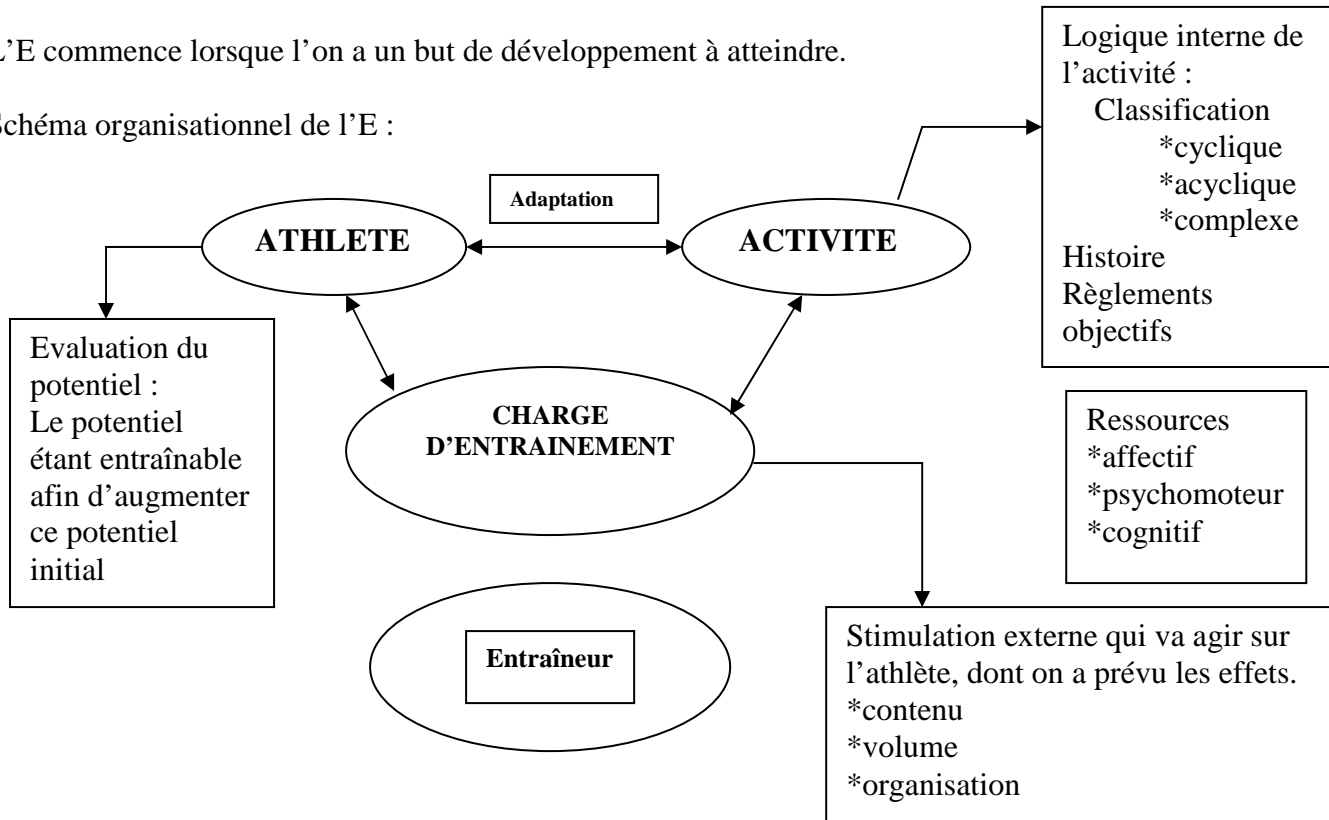 L'E commence lorsque l'on a un but de développement à atteindre.
Schéma organisationnel de l'E :
Logique interne de
l'activité :
Classification
*cyclique
*acyclique
*complexe
Histoire
Règlements
objectifs
Adaptation
ATHLETE
ACTIVITE
Evaluation du
potentiel :
Le potentiel
étant entraînable
afin d'augmenter
ce potentiel
initial
CHARGE
D'ENTRAINEMENT
Ressources
*affectif
*psychomoteur
*cognitif
Entraîneur
Stimulation externe qui va agir sur
l'athlète, dont on a prévu les effets.
*contenu
*volume
*organisation